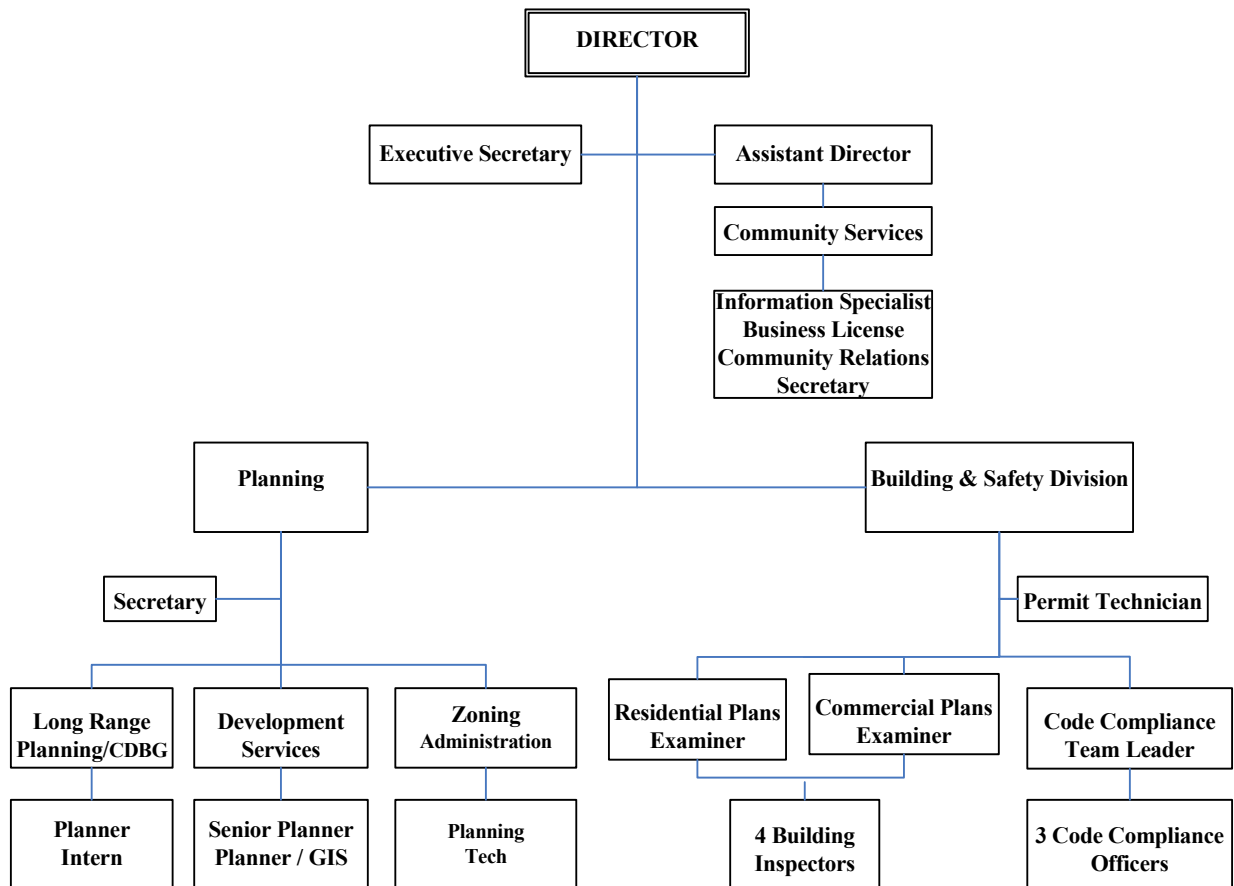 DIRECTOR
Executive Secretary
Assistant Director
Community Services
Information Specialist
Business License
Community Relations
Secretary
Planning
Building & Safety Division
Secretary
Permit Technician
Long Range
Planning/CDBG
Development
Services
Zoning
Administration
Residential Plans
Examiner
Commercial Plans
Examiner
Code Compliance
Team Leader
Planner
Intern
Senior Planner
Planner / GIS
Planning
Tech
4 Building
Inspectors
3 Code Compliance
Officers